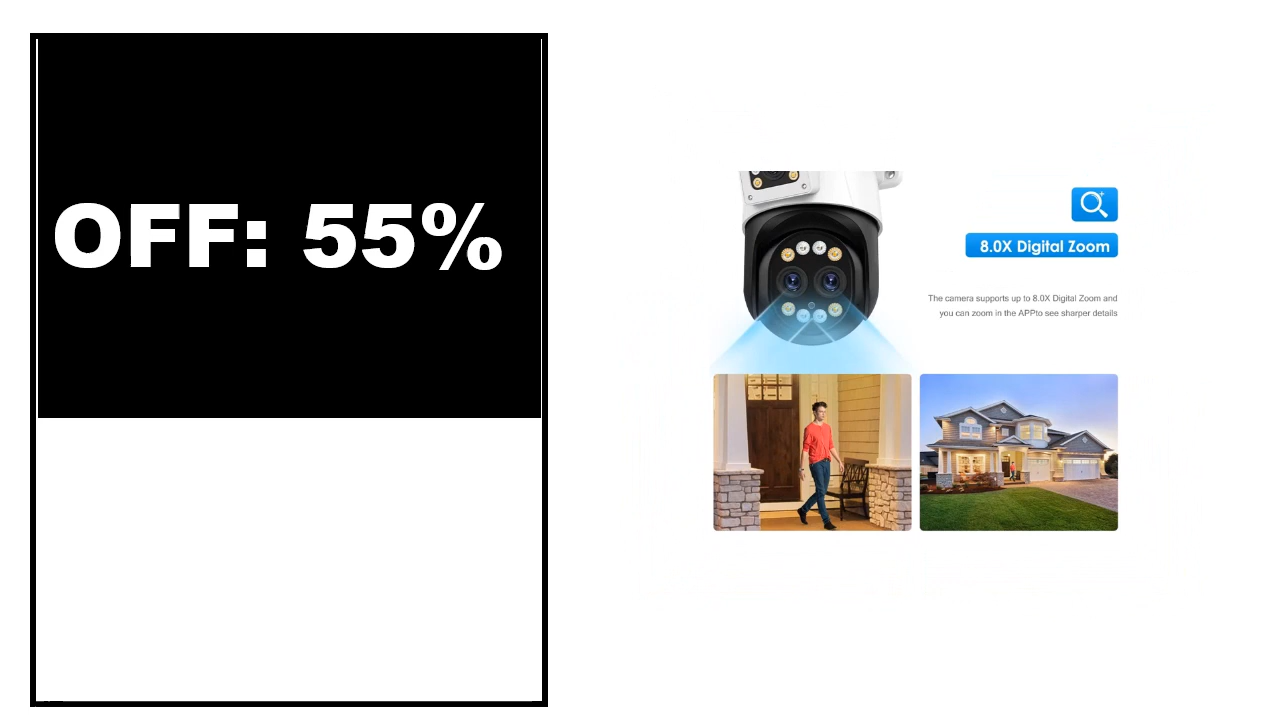 OFF: 55%
8.0X Digital Zoom
The camera supports up to 8.0X Digital Zoom and
you can zoom in the APPto see sharper details